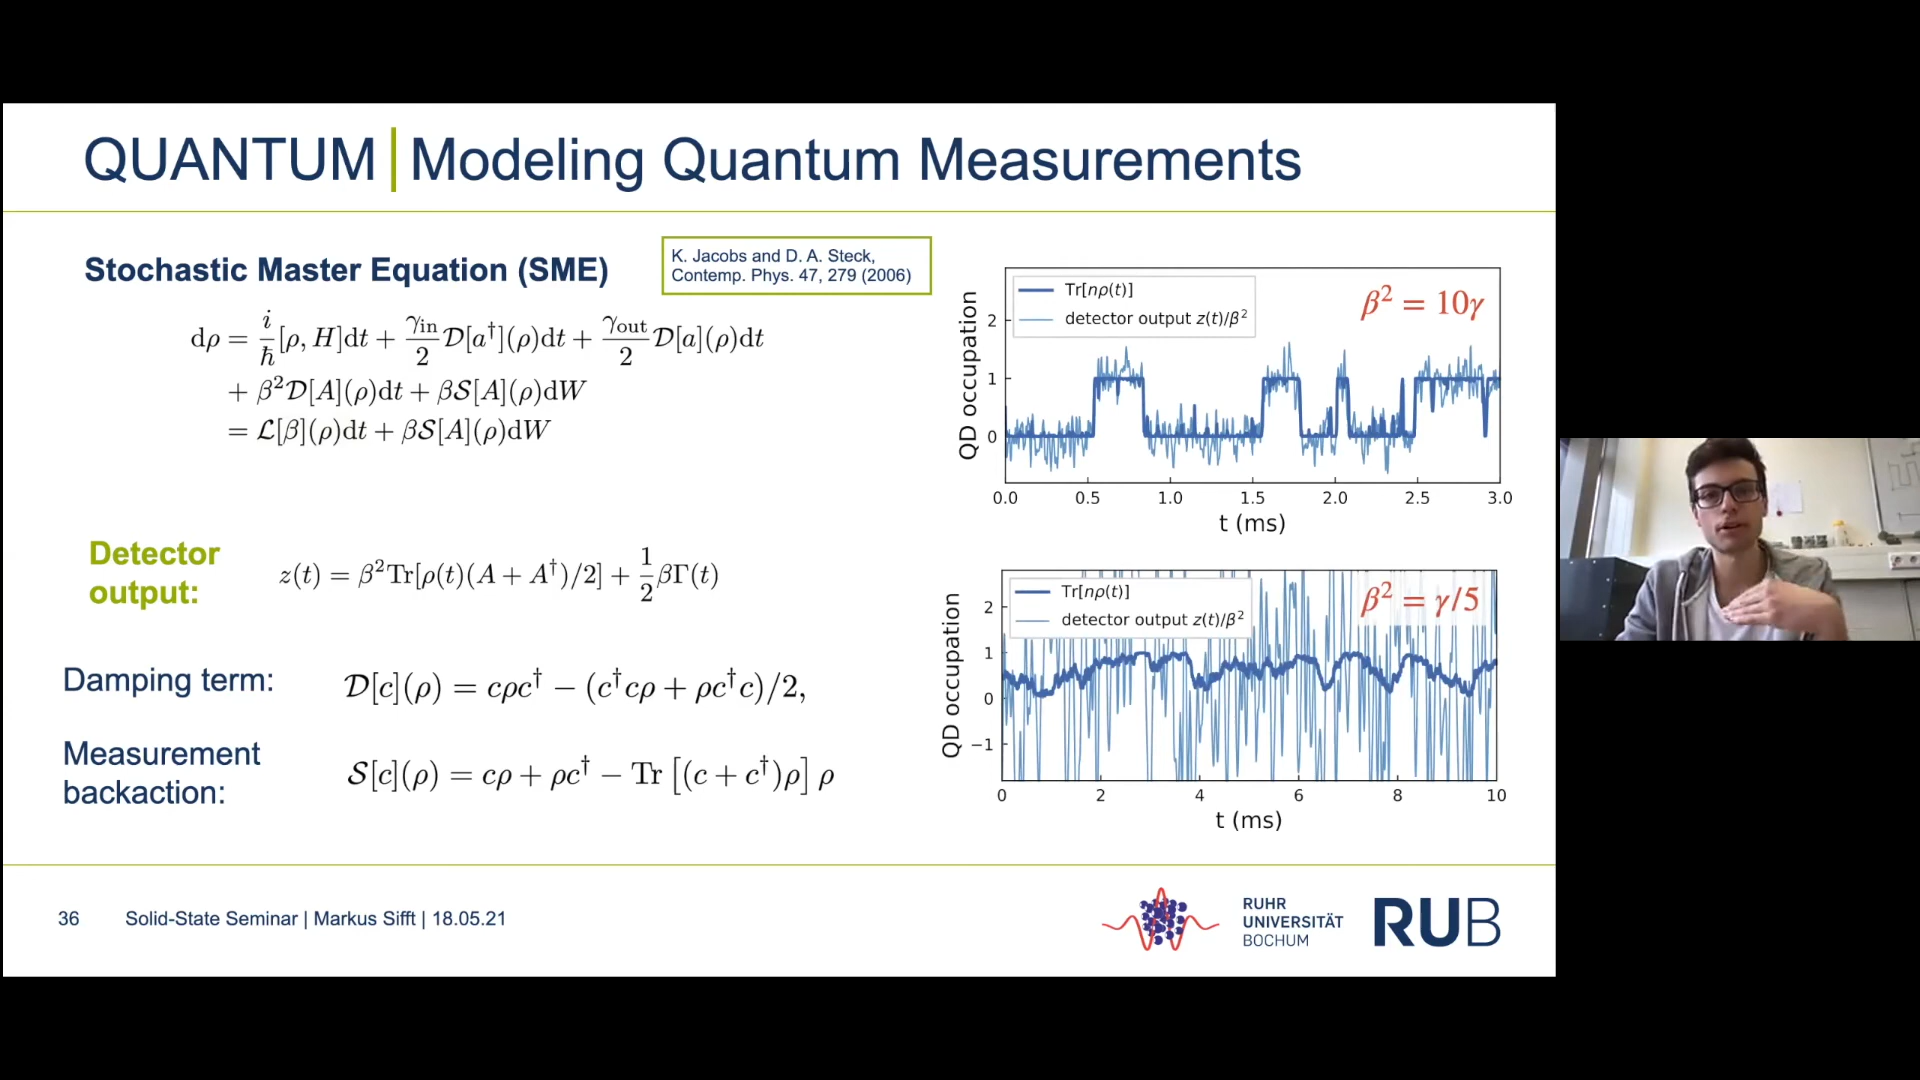 QUANTUM | Modeling Quantum Measurements
Stochastic Master Equation (SME)
K. Jacobs and D. A. Steck,
Contemp. Phys. 47, 279 (2006)
dρ = i/ħ [ρ, H]dt + γin/2 𝒟[a†](ρ)dt + γout/2 𝒟[a](ρ)dt
+ β²𝒟[A](ρ)dt + β𝒮[A](ρ)dW
= ℒ[β](ρ)dt + β𝒮[A](ρ)dW
Detector
output:
z(t) = β²Tr[ρ(t)(A + A†)/2] + 1/2 βΓ(t)
Damping term:
𝒟[c](ρ) = cρc† − (c†cρ + ρc†c)/2,
Measurement
backaction:
𝒮[c](ρ) = cρ + ρc† − Tr [(c + c†)ρ] ρ
Tr[nρ(t)]
detector output z(t)/β²
β² = 10γ
QD occupation
2
1
0
0.0 0.5 1.0 1.5 2.0 2.5 3.0
t (ms)
Tr[nρ(t)]
detector output z(t)/β²
β² = γ/5
QD occupation
2
1
0
−1
0 2 4 6 8 10
t (ms)
36 Solid-State Seminar | Markus Sifft | 18.05.21
RUHR
UNIVERSITÄT
BOCHUM
RUB